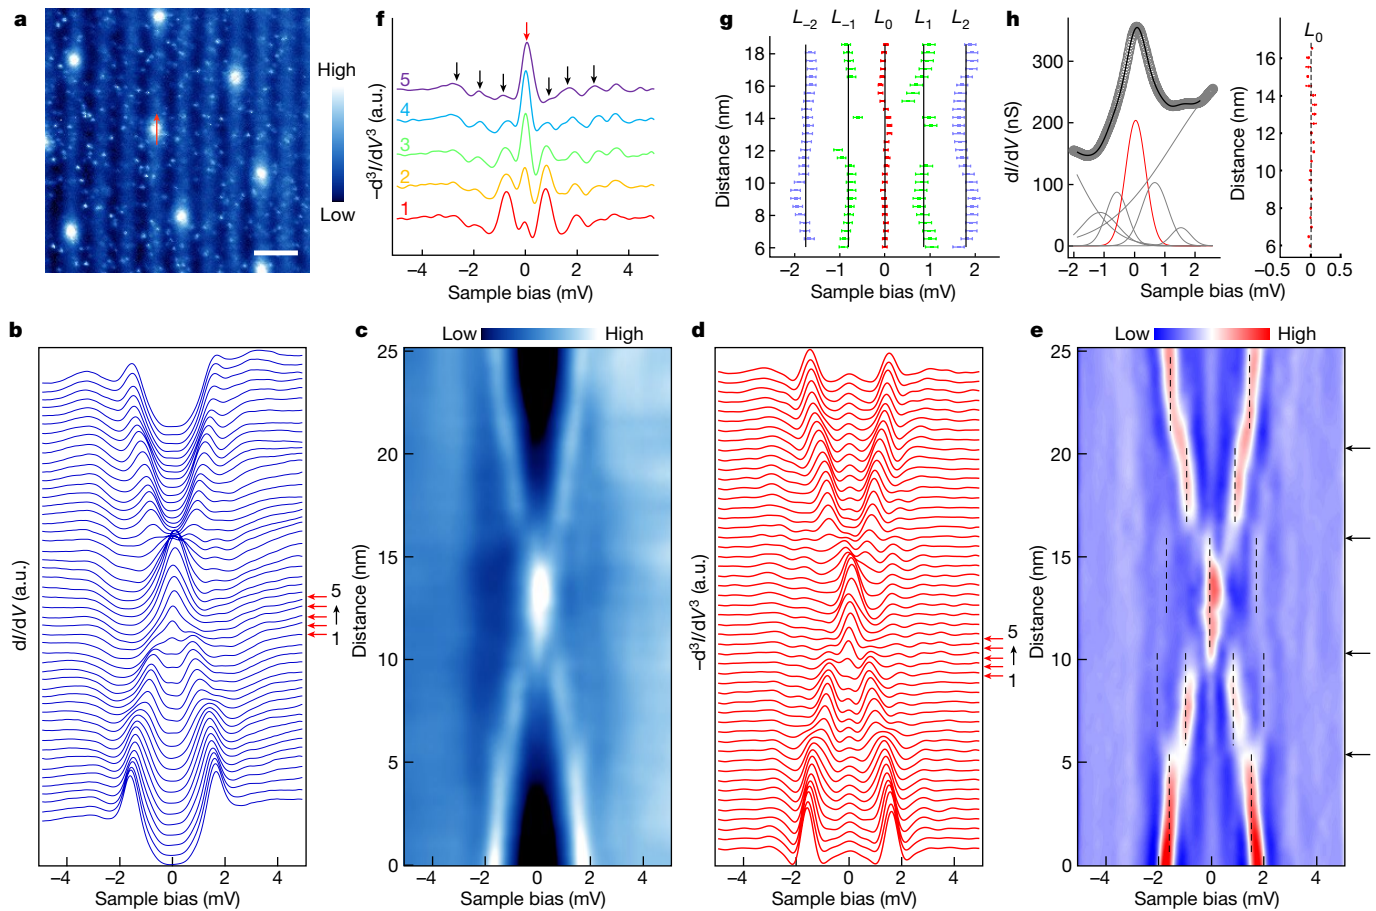 a
High
Low
f
5
4
3
2
1
−d³I/dV³ (a.u.)
−4
−2
0
2
4
Sample bias (mV)
g
L₋₂
L₋₁
L₀
L₁
L₂
18
16
14
12
10
8
6
Distance (nm)
−2
−1
0
1
2
Sample bias (mV)
h
300
200
100
0
dI/dV (nS)
−2
−1
0
1
2
Sample bias (mV)
L₀
16
14
12
10
8
6
Distance (nm)
−0.5
0
0.5
b
dI/dV (a.u.)
5
1
−4
−2
0
2
4
Sample bias (mV)
c
Low
High
25
20
15
10
5
0
Distance (nm)
−4
−2
0
2
4
Sample bias (mV)
d
−d³I/dV³ (a.u.)
5
1
−4
−2
0
2
4
Sample bias (mV)
e
Low
High
25
20
15
10
5
0
Distance (nm)
−4
−2
0
2
4
Sample bias (mV)